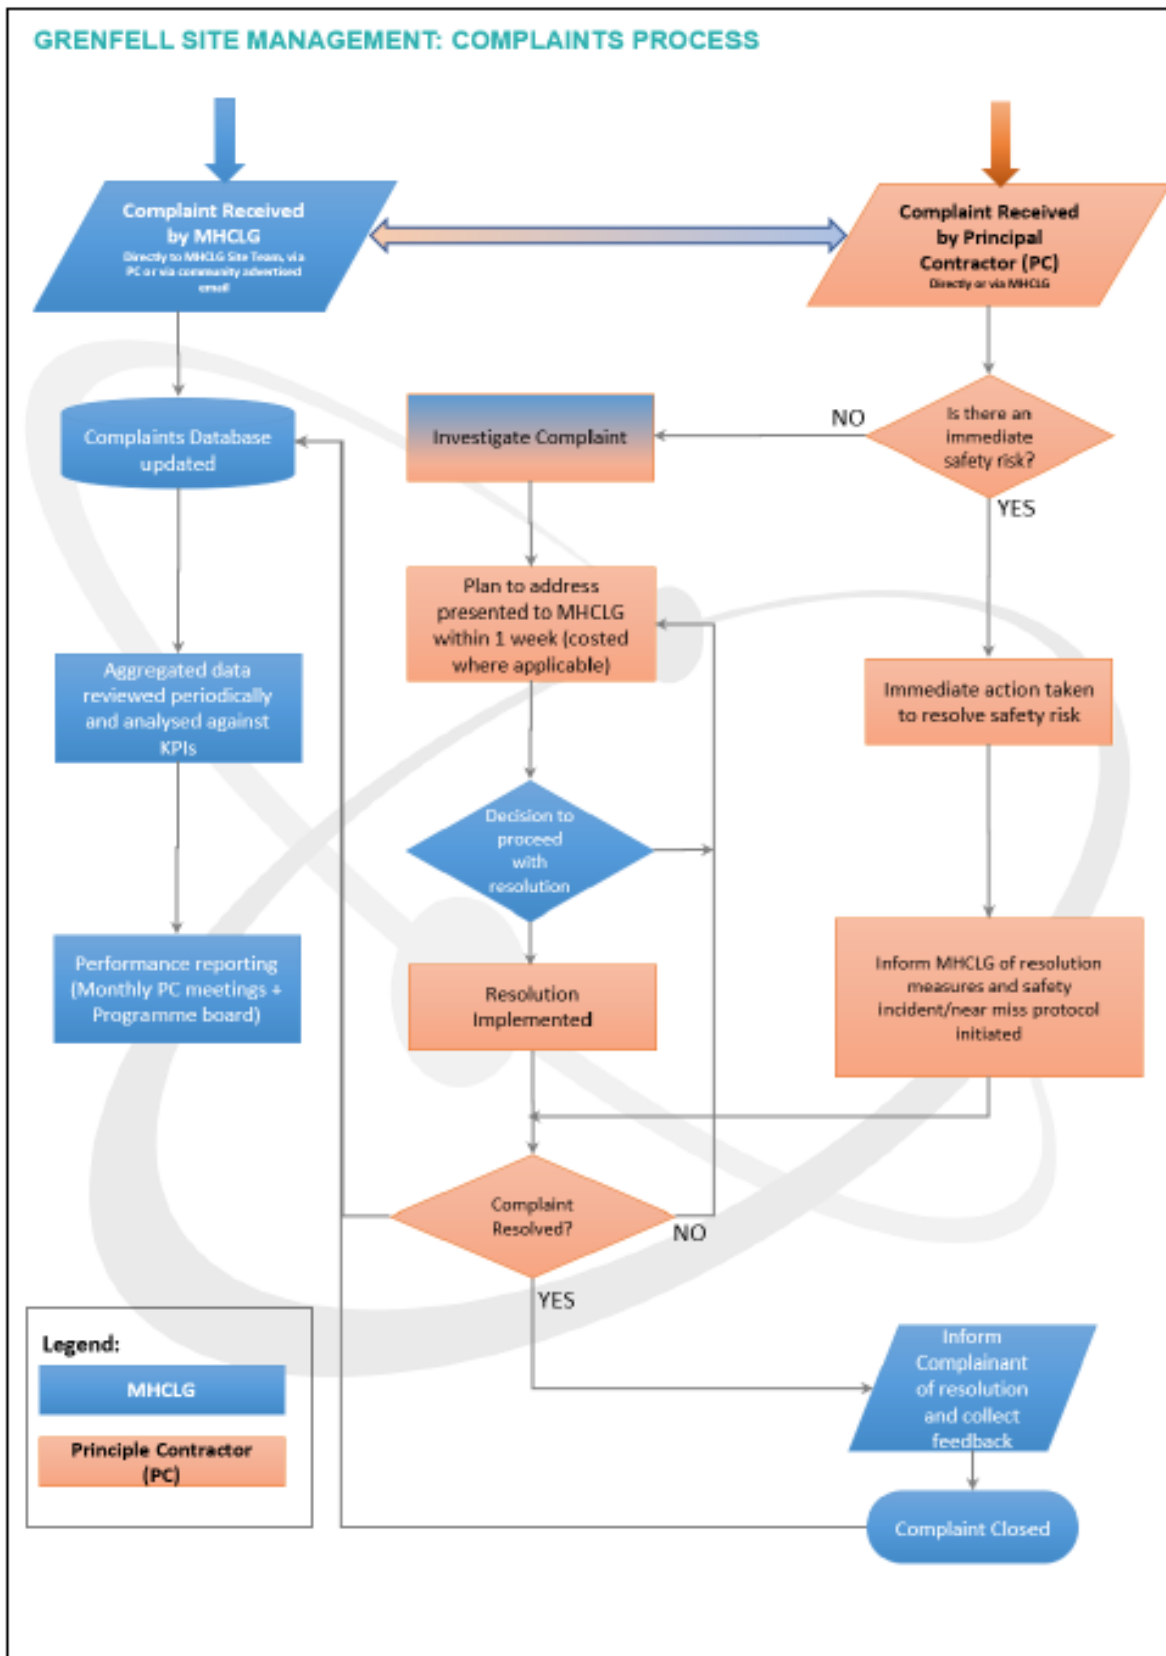 GRENFELL SITE MANAGEMENT: COMPLAINTS PROCESS
Complaint Received
by MHCLG
Directly to MHCLG Site Team, via
PC or via community advertised
email
Complaint Received
by Principal
Contractor (PC)
Directly or via MHCLG
Complaints Database
updated
Investigate Complaint
NO
Is there an
immediate
safety risk?
YES
Plan to address
presented to MHCLG
within 1 week (costed
where applicable)
Aggregated data
reviewed periodically
and analysed against
KPIs
Immediate action taken
to resolve safety risk
Decision to
proceed
with
resolution
Performance reporting
(Monthly PC meetings +
Programme board)
Resolution
Implemented
Inform MHCLG of resolution
measures and safety
incident/near miss protocol
initiated
Complaint
Resolved?
NO
YES
Legend:
MHCLG
Principle Contractor
(PC)
Inform
Complainant
of resolution
and collect
feedback
Complaint Closed